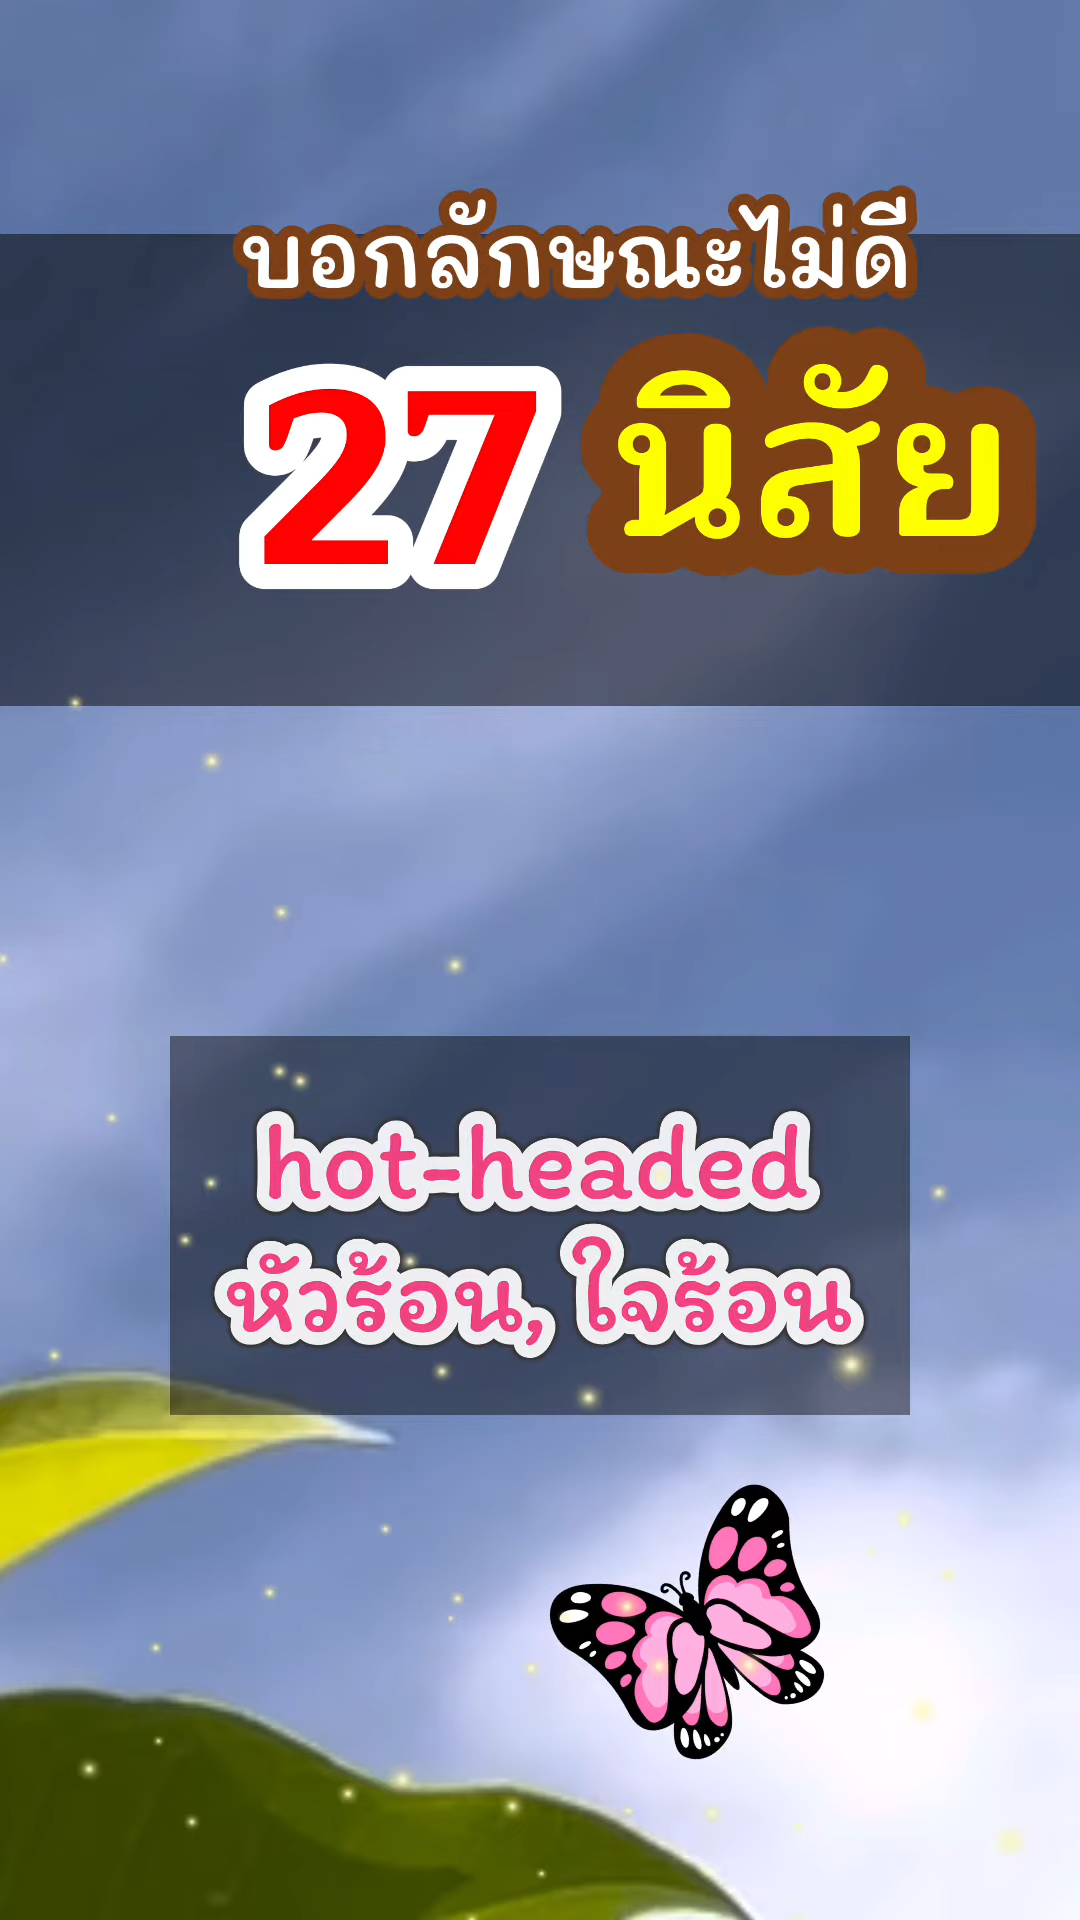 บอกลักษณะไม่ดี
27 นิสัย
hot-headed
หัวร้อน, ใจร้อน